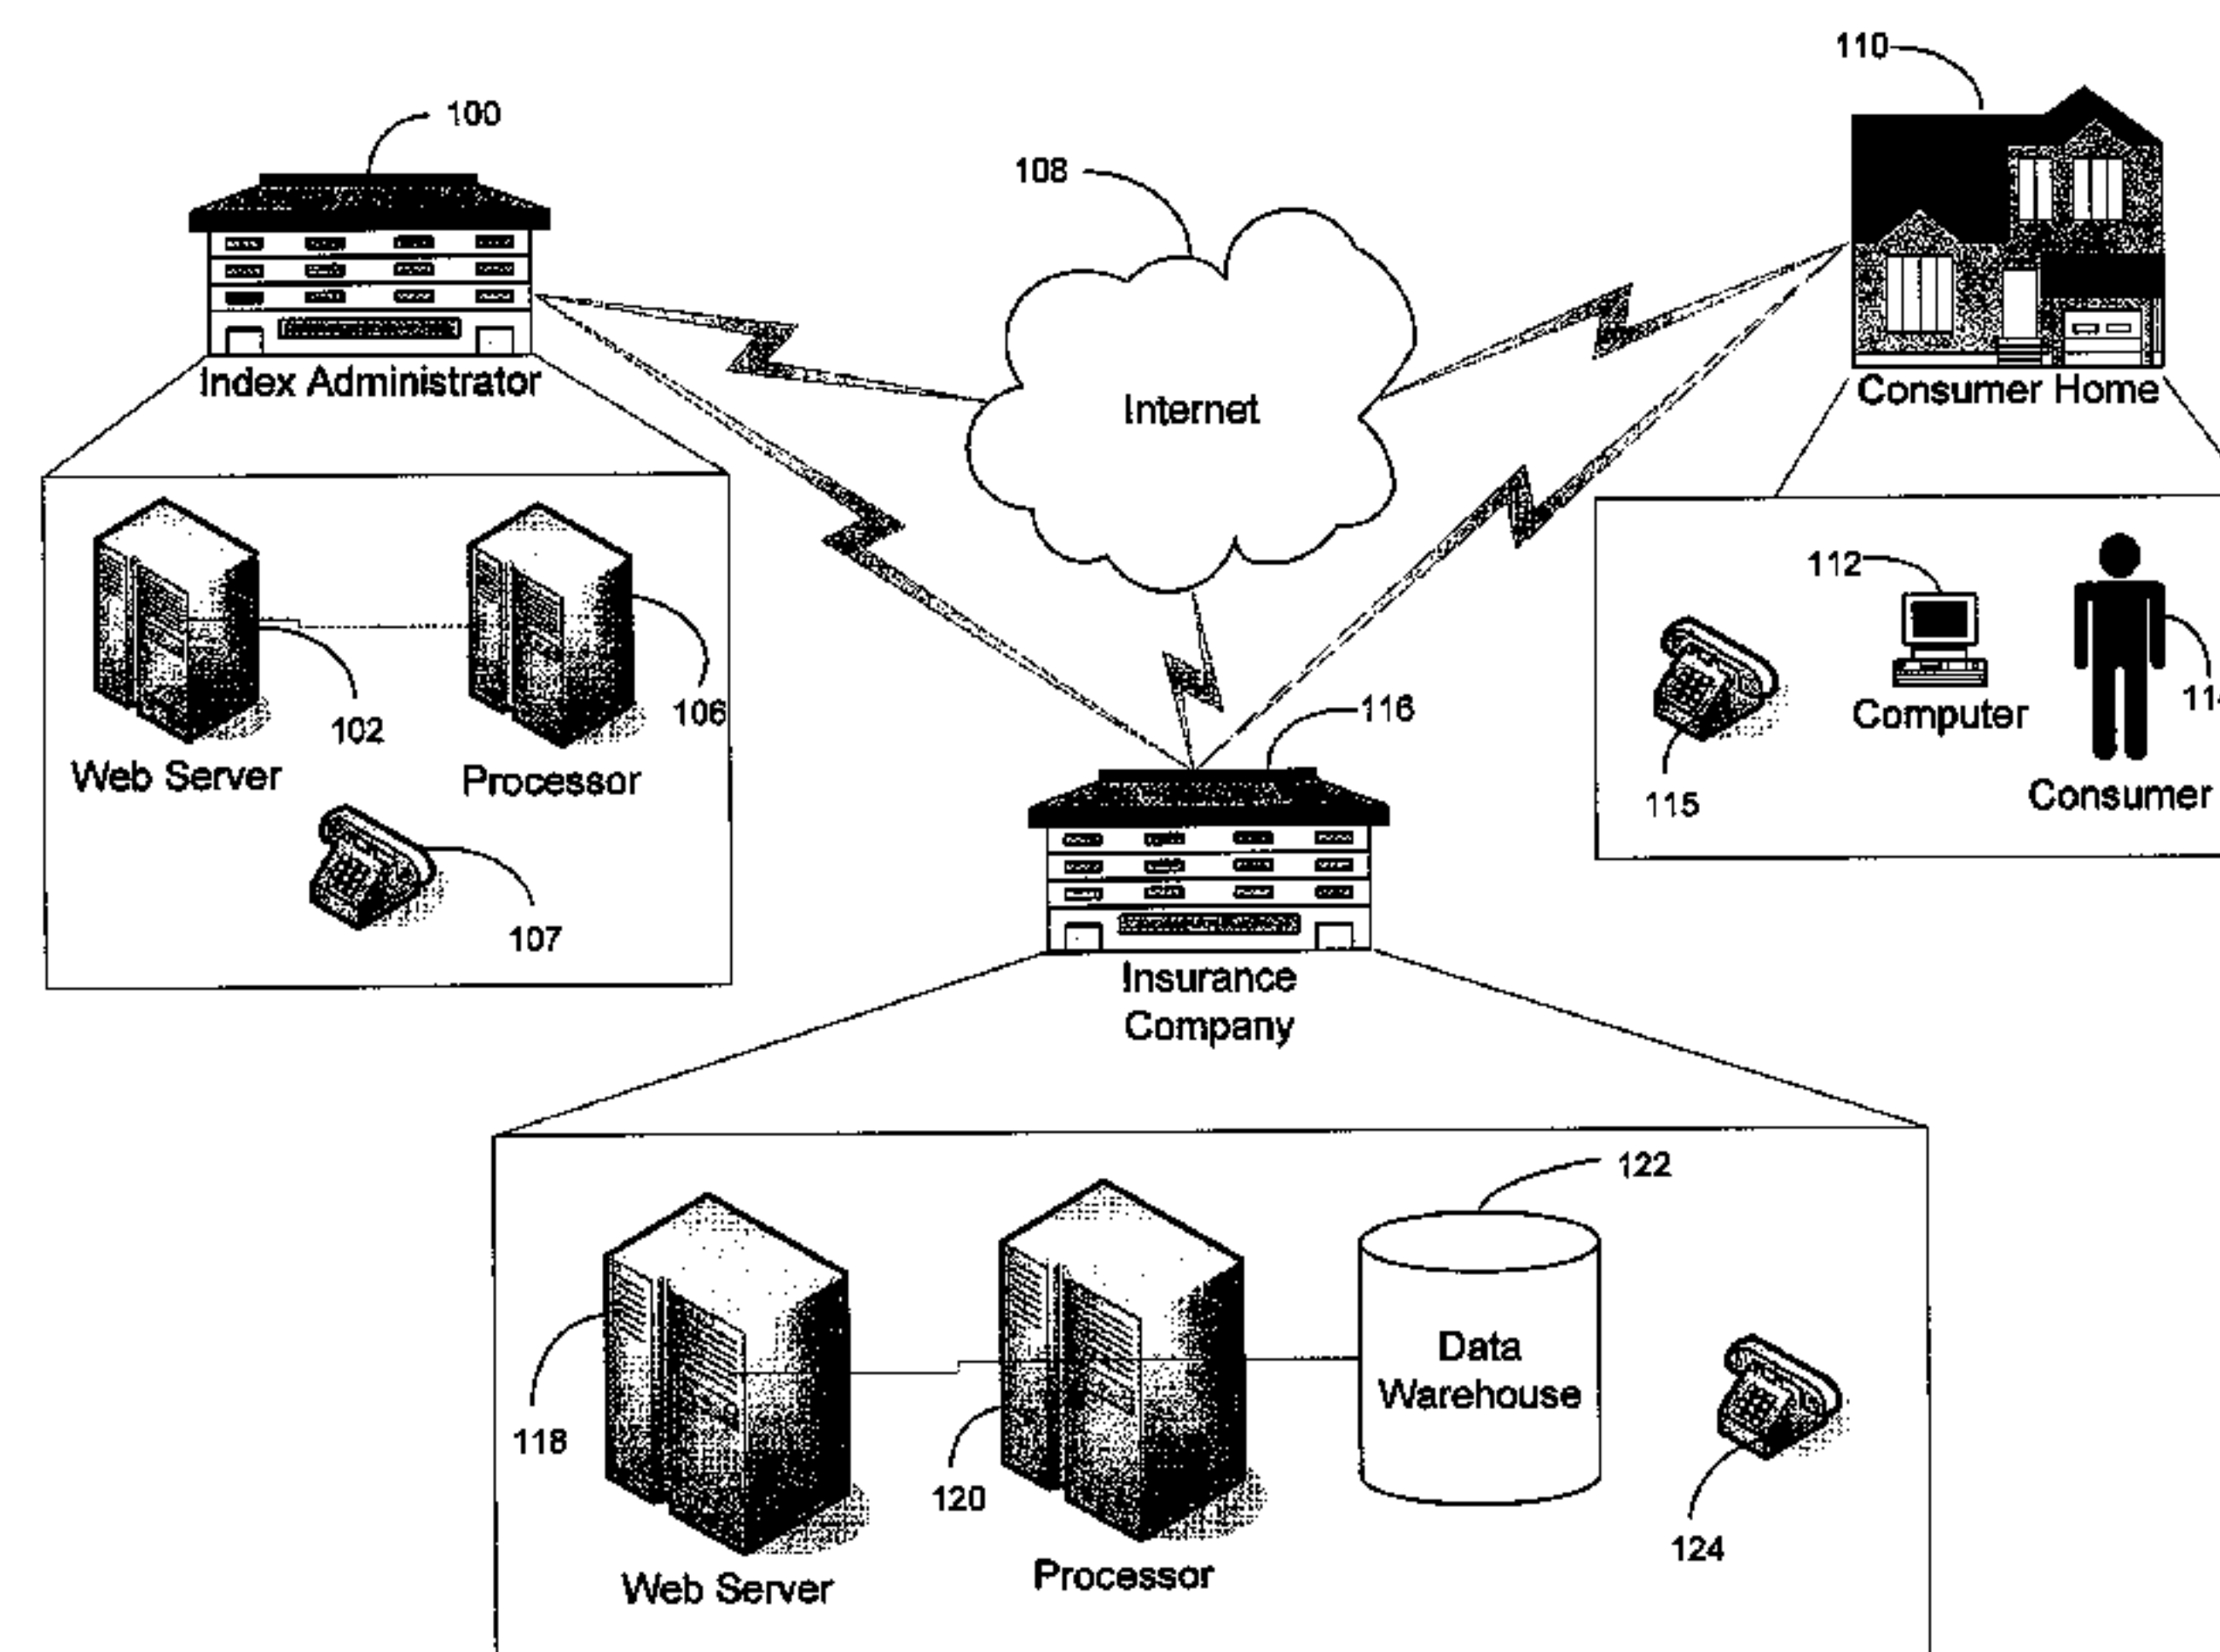 110
100
108
Index Administrator
Internet
Consumer Home
112
102
106
Web Server
Processor
107
116
115
Computer
Consumer
Insurance
Company
122
118
120
Data
Warehouse
124
Web Server
Processor